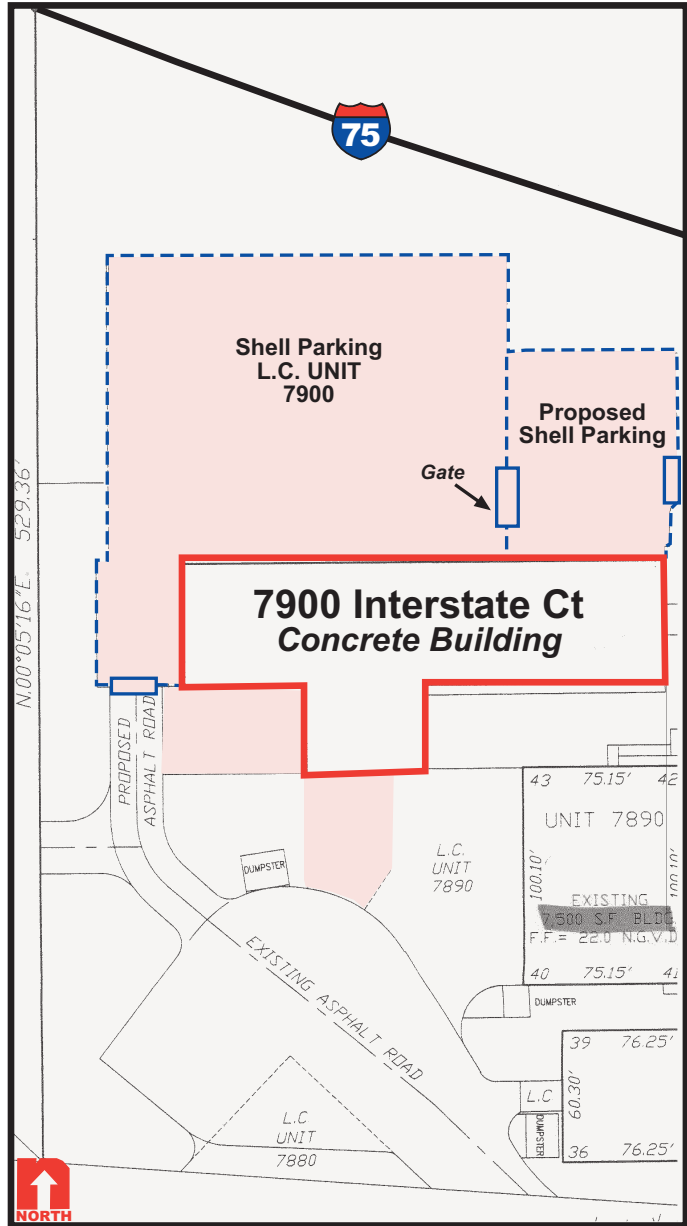 75
Shell Parking
L.C. UNIT
7900
Proposed
Shell Parking
Gate
N.00°05'16"E. 529.36'
7900 Interstate Ct
Concrete Building
PROPOSED
ASPHALT ROAD
43 75.15' 42
UNIT 7890
100.10'
100.10'
EXISTING
7,500 S.F. BLDG
F.F.= 22.0 N.G.V.D
40 75.15' 41
L.C.
UNIT
7890
DUMPSTER
EXISTING ASPHALT ROAD
DUMPSTER
39 76.25'
60.30'
36 76.25'
L.C
DUMPSTER
L.C
UNIT
7880
NORTH